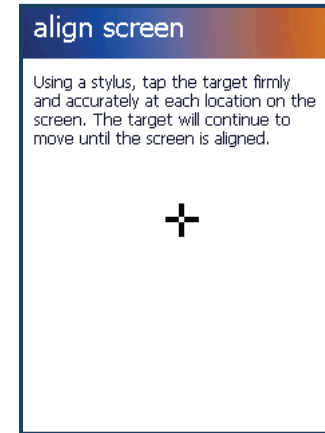 align screen
Using a stylus, tap the target firmly
and accurately at each location on the
screen. The target will continue to
move until the screen is aligned.